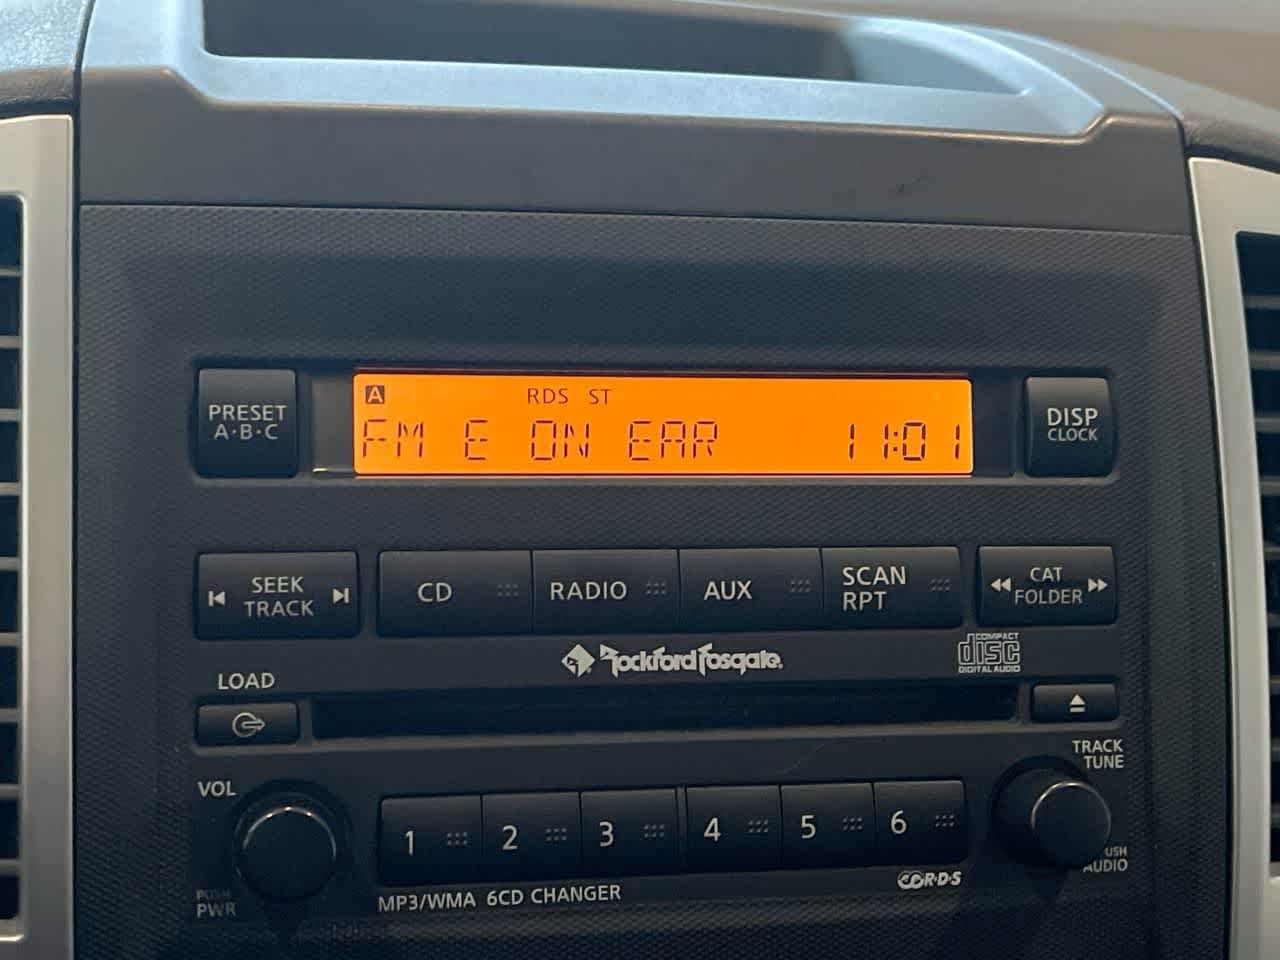 A RDS ST
FM E ON EAR 11:01
PRESET
A·B·C
DISP
CLOCK
SEEK
TRACK
CD
RADIO
AUX
SCAN
RPT
CAT
FOLDER
Rockford Fosgate
COMPACT
disc
DIGITAL AUDIO
LOAD
TRACK
TUNE
VOL
1 2 3 4 5 6
PUSH
PWR
USH
AUDIO
MP3/WMA 6CD CHANGER
R·D·S